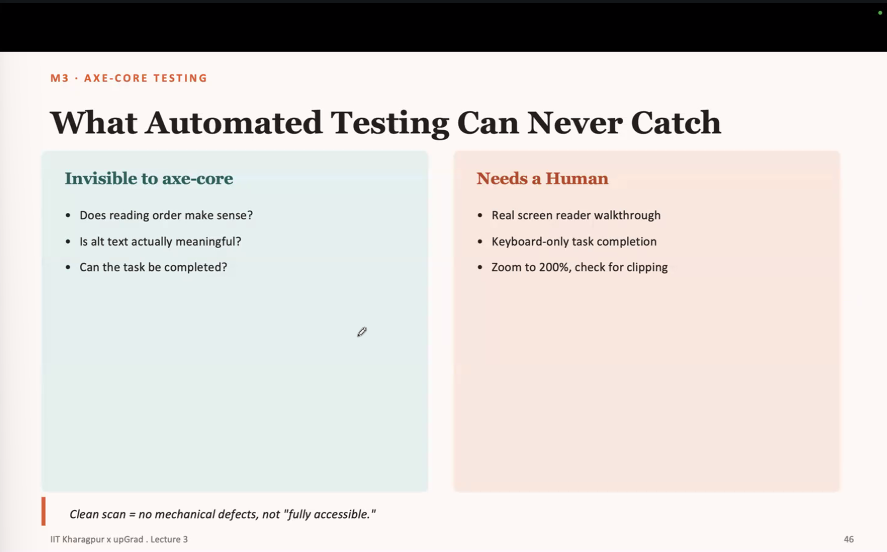 M3 · AXE-CORE TESTING
What Automated Testing Can Never Catch
Invisible to axe-core
• Does reading order make sense?
• Is alt text actually meaningful?
• Can the task be completed?
Needs a Human
• Real screen reader walkthrough
• Keyboard-only task completion
• Zoom to 200%, check for clipping
Clean scan = no mechanical defects, not "fully accessible."
IIT Kharagpur x upGrad . Lecture 3
46